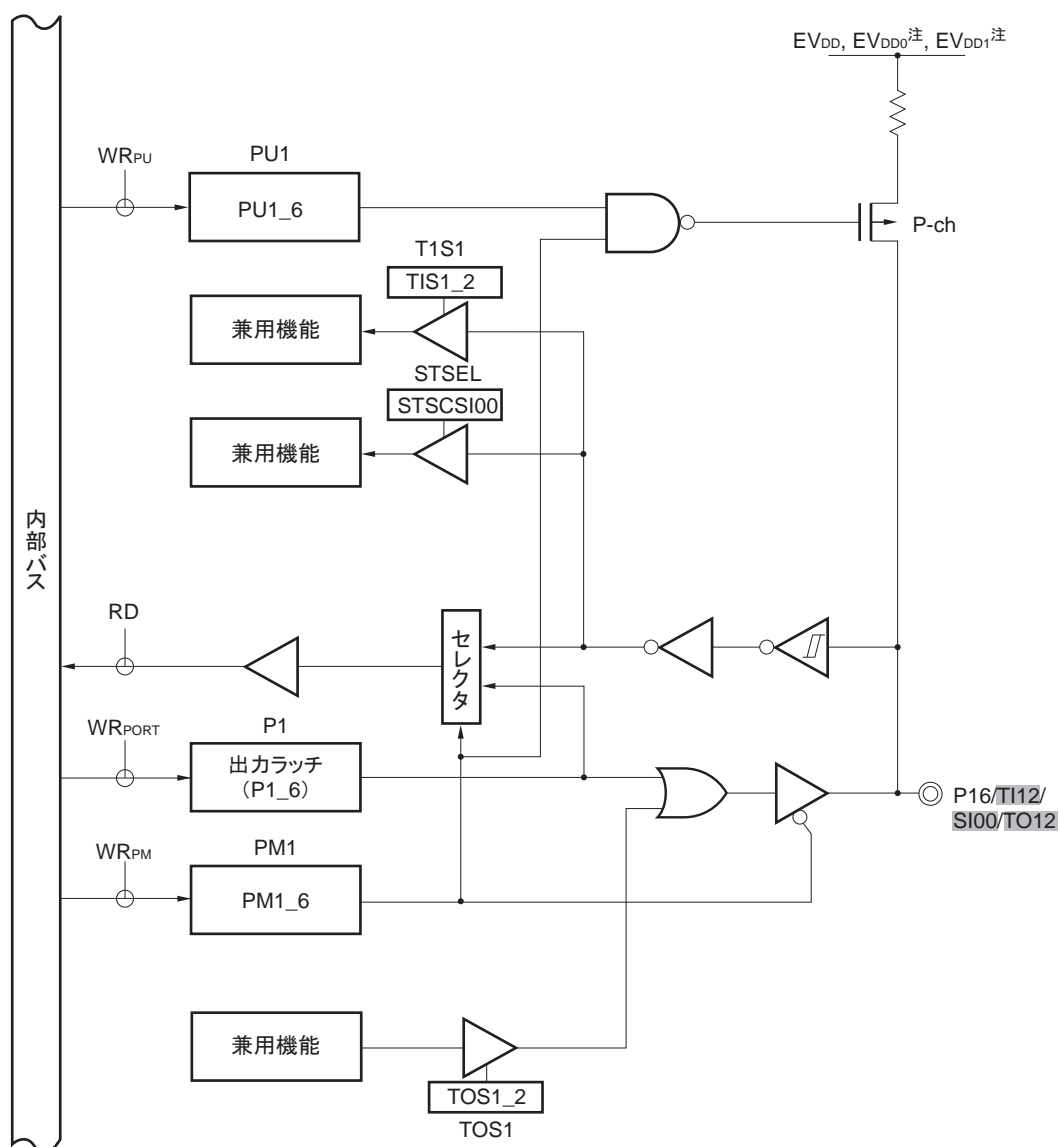 EVDD, EVDD0注, EVDD1注
WRPU
PU1
PU1_6
P-ch
T1S1
TIS1_2
兼用機能
STSEL
STSCSI00
兼用機能
内部バス
RD
セレクタ
WRPORT
P1
出力ラッチ
(P1_6)
P16/TI12/
SI00/TO12
WRPM
PM1
PM1_6
兼用機能
TOS1_2
TOS1